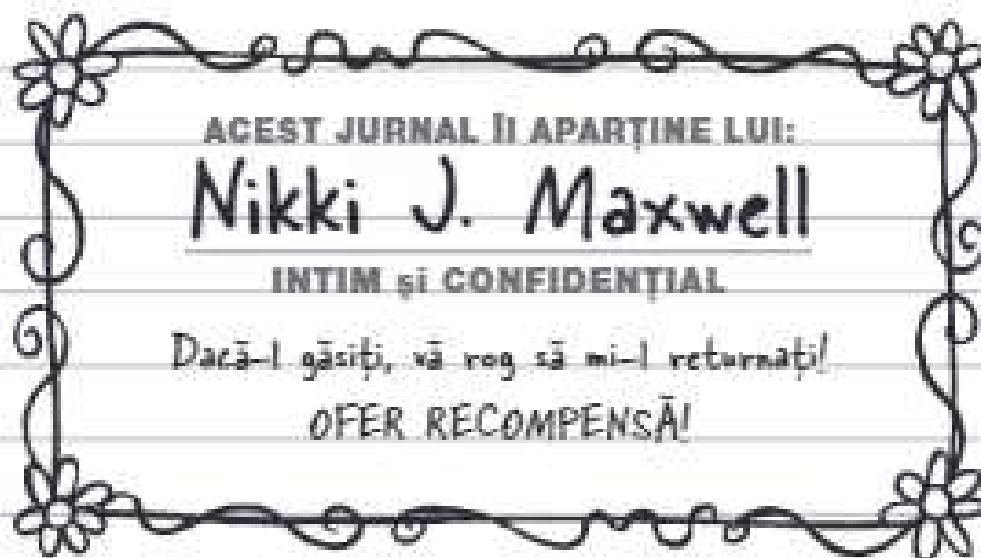 ACEST JURNAL ÎI APARȚINE LUI:
Nikki J. Maxwell
INTIM și CONFIDENȚIAL
Dacă-l găsiți, vă rog să mi-l returnați!
OFER RECOMPENSĂ!